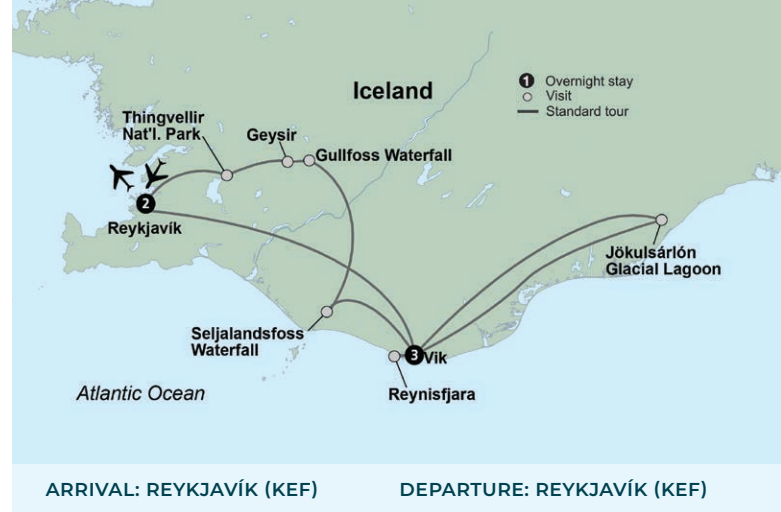 Iceland
1 Overnight stay
Visit
Standard tour
Thingvellir
Nat'l. Park
Geysir
Gullfoss Waterfall
2
Reykjavík
Jökulsárlón
Glacial Lagoon
Seljalandsfoss
Waterfall
3 Vik
Reynisfjara
Atlantic Ocean
ARRIVAL: REYKJAVÍK (KEF)
DEPARTURE: REYKJAVÍK (KEF)